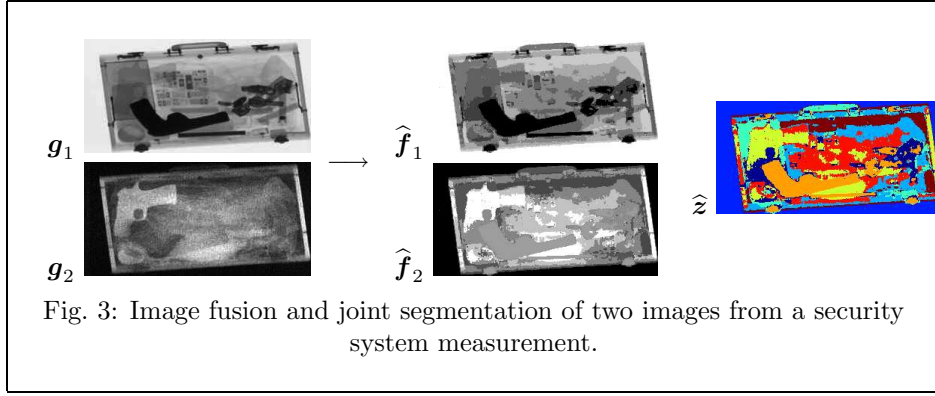 g₁
g₂
⟶
f̂₁
f̂₂
ẑ
Fig. 3: Image fusion and joint segmentation of two images from a security
system measurement.